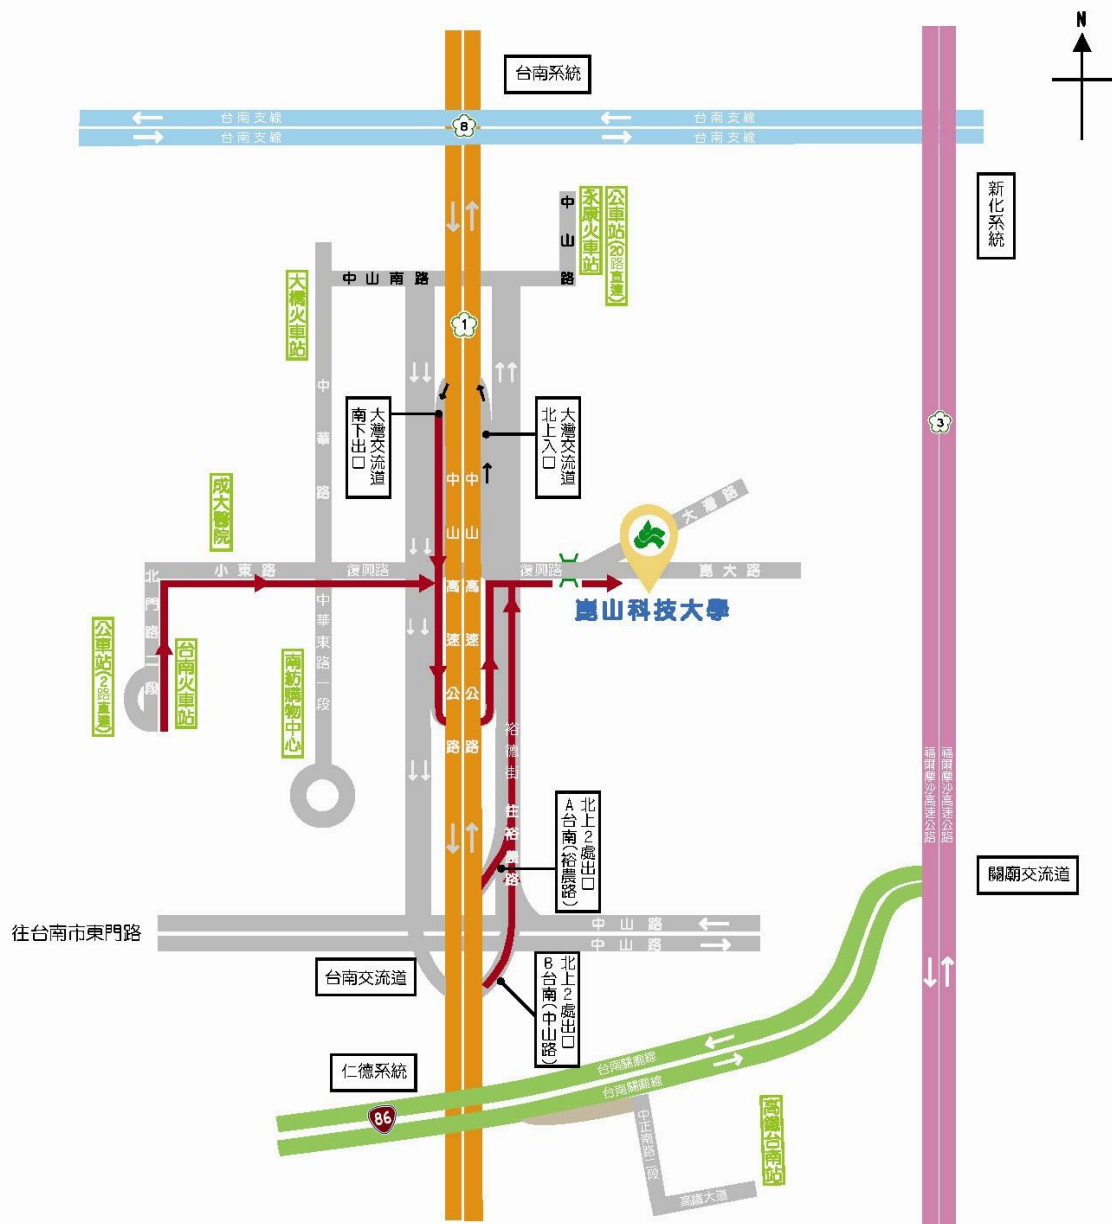 N
台南系統
台南支線
台南支線
台南支線
台南支線
8
新化系統
中山路
永康火車站
公車站(20路直達)
大橋火車站
中山南路
1
中華路
大灣交流道
南下出口
大灣交流道
北上入口
3
中山高速公路
中山高速公路
成大醫院
大灣路
小東路
復興路
復興路
崑大路
崑山科技大學
北門路二段
公車站(2路直達)
台南火車站
中華東路一段
南紡購物中心
裕德街
往裕農路
福爾摩沙高速公路
福爾摩沙高速公路
北上2處出口
A台南(裕農路)
關廟交流道
往台南市東門路
中山路
中山路
台南交流道
北上2處出口
B台南(中山路)
仁德系統
台南關廟線
台南關廟線
86
中正南路二段
高鐵台南站
高鐵大道